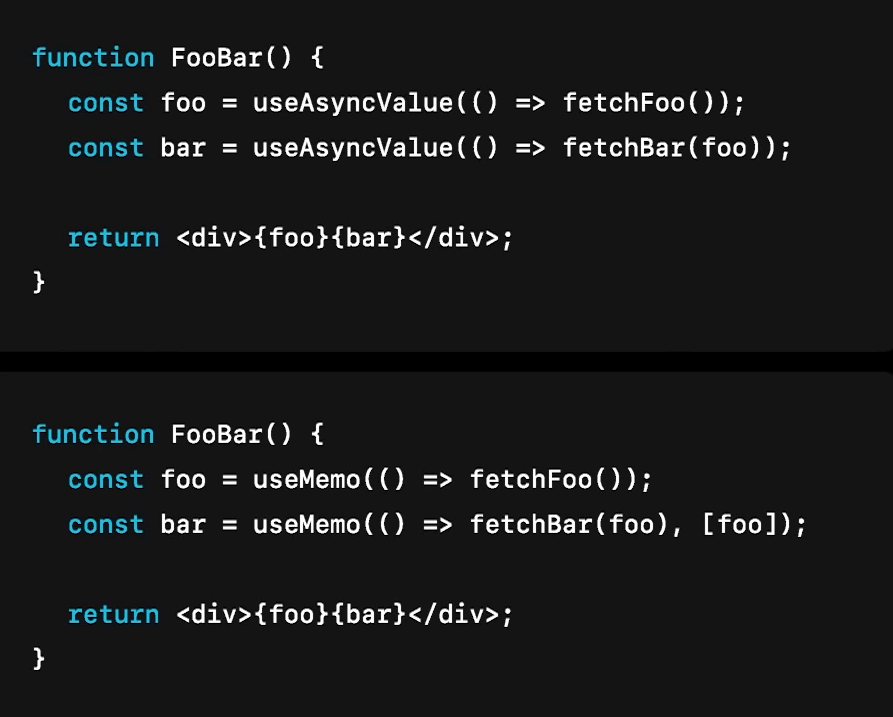 function FooBar() {
  const foo = useAsyncValue(() => fetchFoo());
  const bar = useAsyncValue(() => fetchBar(foo));
  return <div>{foo}{bar}</div>;
}
function FooBar() {
  const foo = useMemo(() => fetchFoo());
  const bar = useMemo(() => fetchBar(foo), [foo]);
  return <div>{foo}{bar}</div>;
}